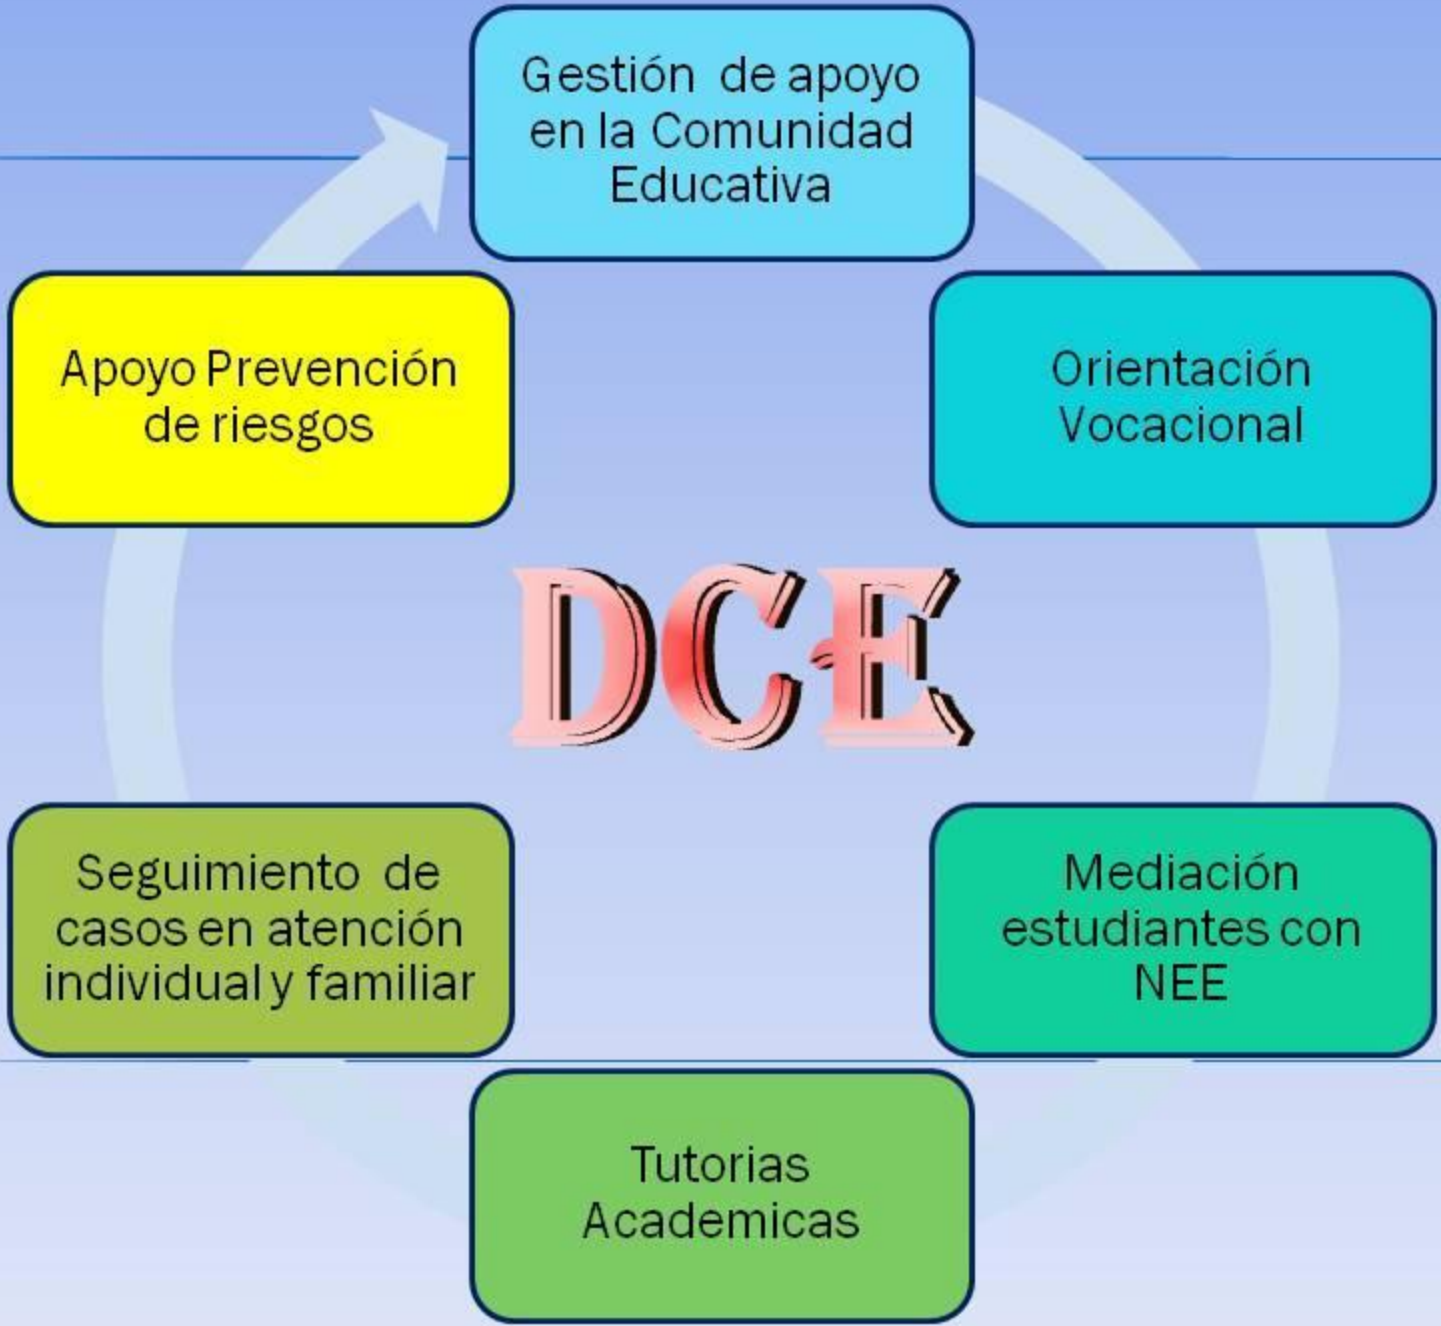 Gestión de apoyo
en la Comunidad
Educativa
Orientación
Vocacional
Mediación
estudiantes con
NEE
Tutorias
Academicas
Seguimiento de
casos en atención
individual y familiar
Apoyo Prevención
de riesgos
DCE